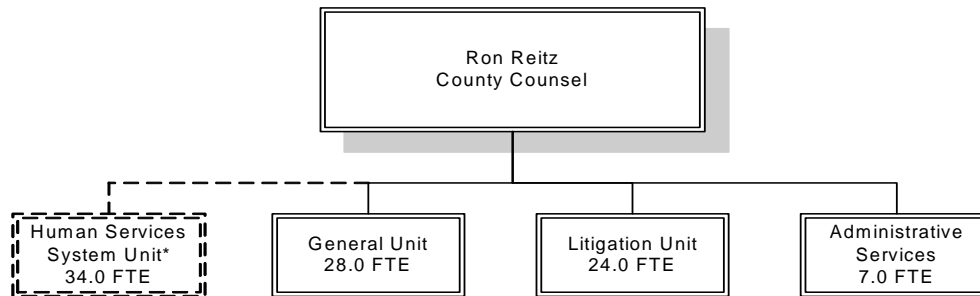 Ron Reitz
County Counsel
Human Services
System Unit*
34.0 FTE
General Unit
28.0 FTE
Litigation Unit
24.0 FTE
Administrative
Services
7.0 FTE